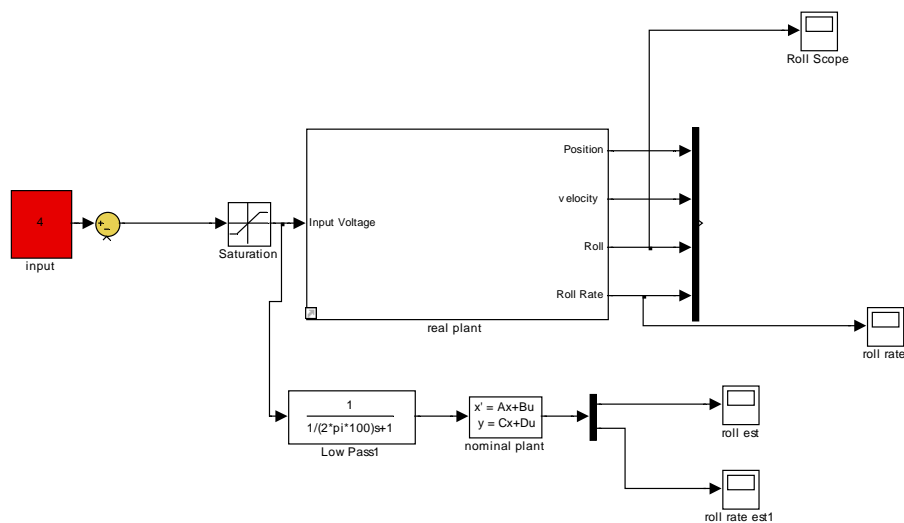 Roll Scope
Position
velocity
4
+
−
Input Voltage
Saturation
Roll
input
Roll Rate
real plant
roll rate
1
1/(2*pi*100)s+1
Low Pass1
x' = Ax+Bu
y = Cx+Du
nominal plant
roll est
roll rate est1